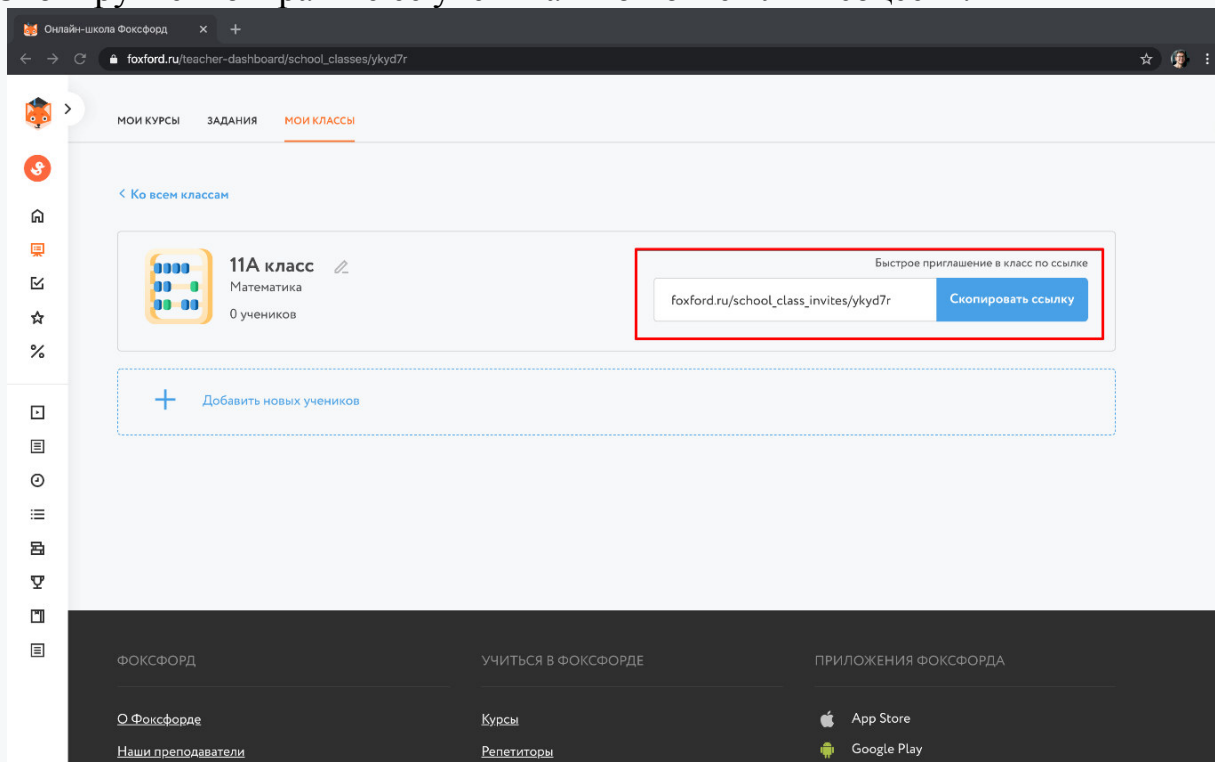 Онлайн-школа Фоксфорд
foxford.ru/teacher-dashboard/school_classes/ykyd7r
МОИ КУРСЫ ЗАДАНИЯ МОИ КЛАССЫ
Ко всем классам
11А класс
Математика
0 учеников
Быстрое приглашение в класс по ссылке
foxford.ru/school_class_invites/ykyd7r Скопировать ссылку
Добавить новых учеников
ФОКСФОРД УЧИТЬСЯ В ФОКСФОРДЕ ПРИЛОЖЕНИЯ ФОКСФОРДА
О Фоксфорде Курсы App Store
Наши преподаватели Репетиторы Google Play